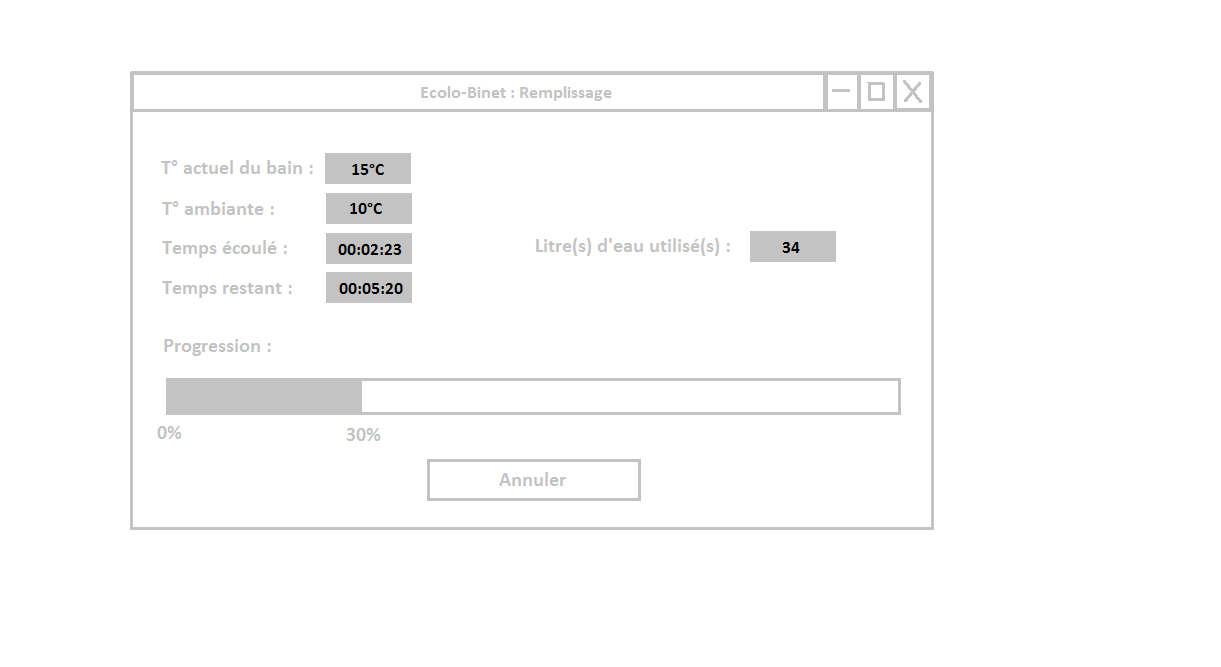 Ecolo-Binet : Remplissage
T° actuel du bain : 15°C
T° ambiante : 10°C
Temps écoulé : 00:02:23
Litre(s) d'eau utilisé(s) : 34
Temps restant : 00:05:20
Progression :
0% 30%
Annuler